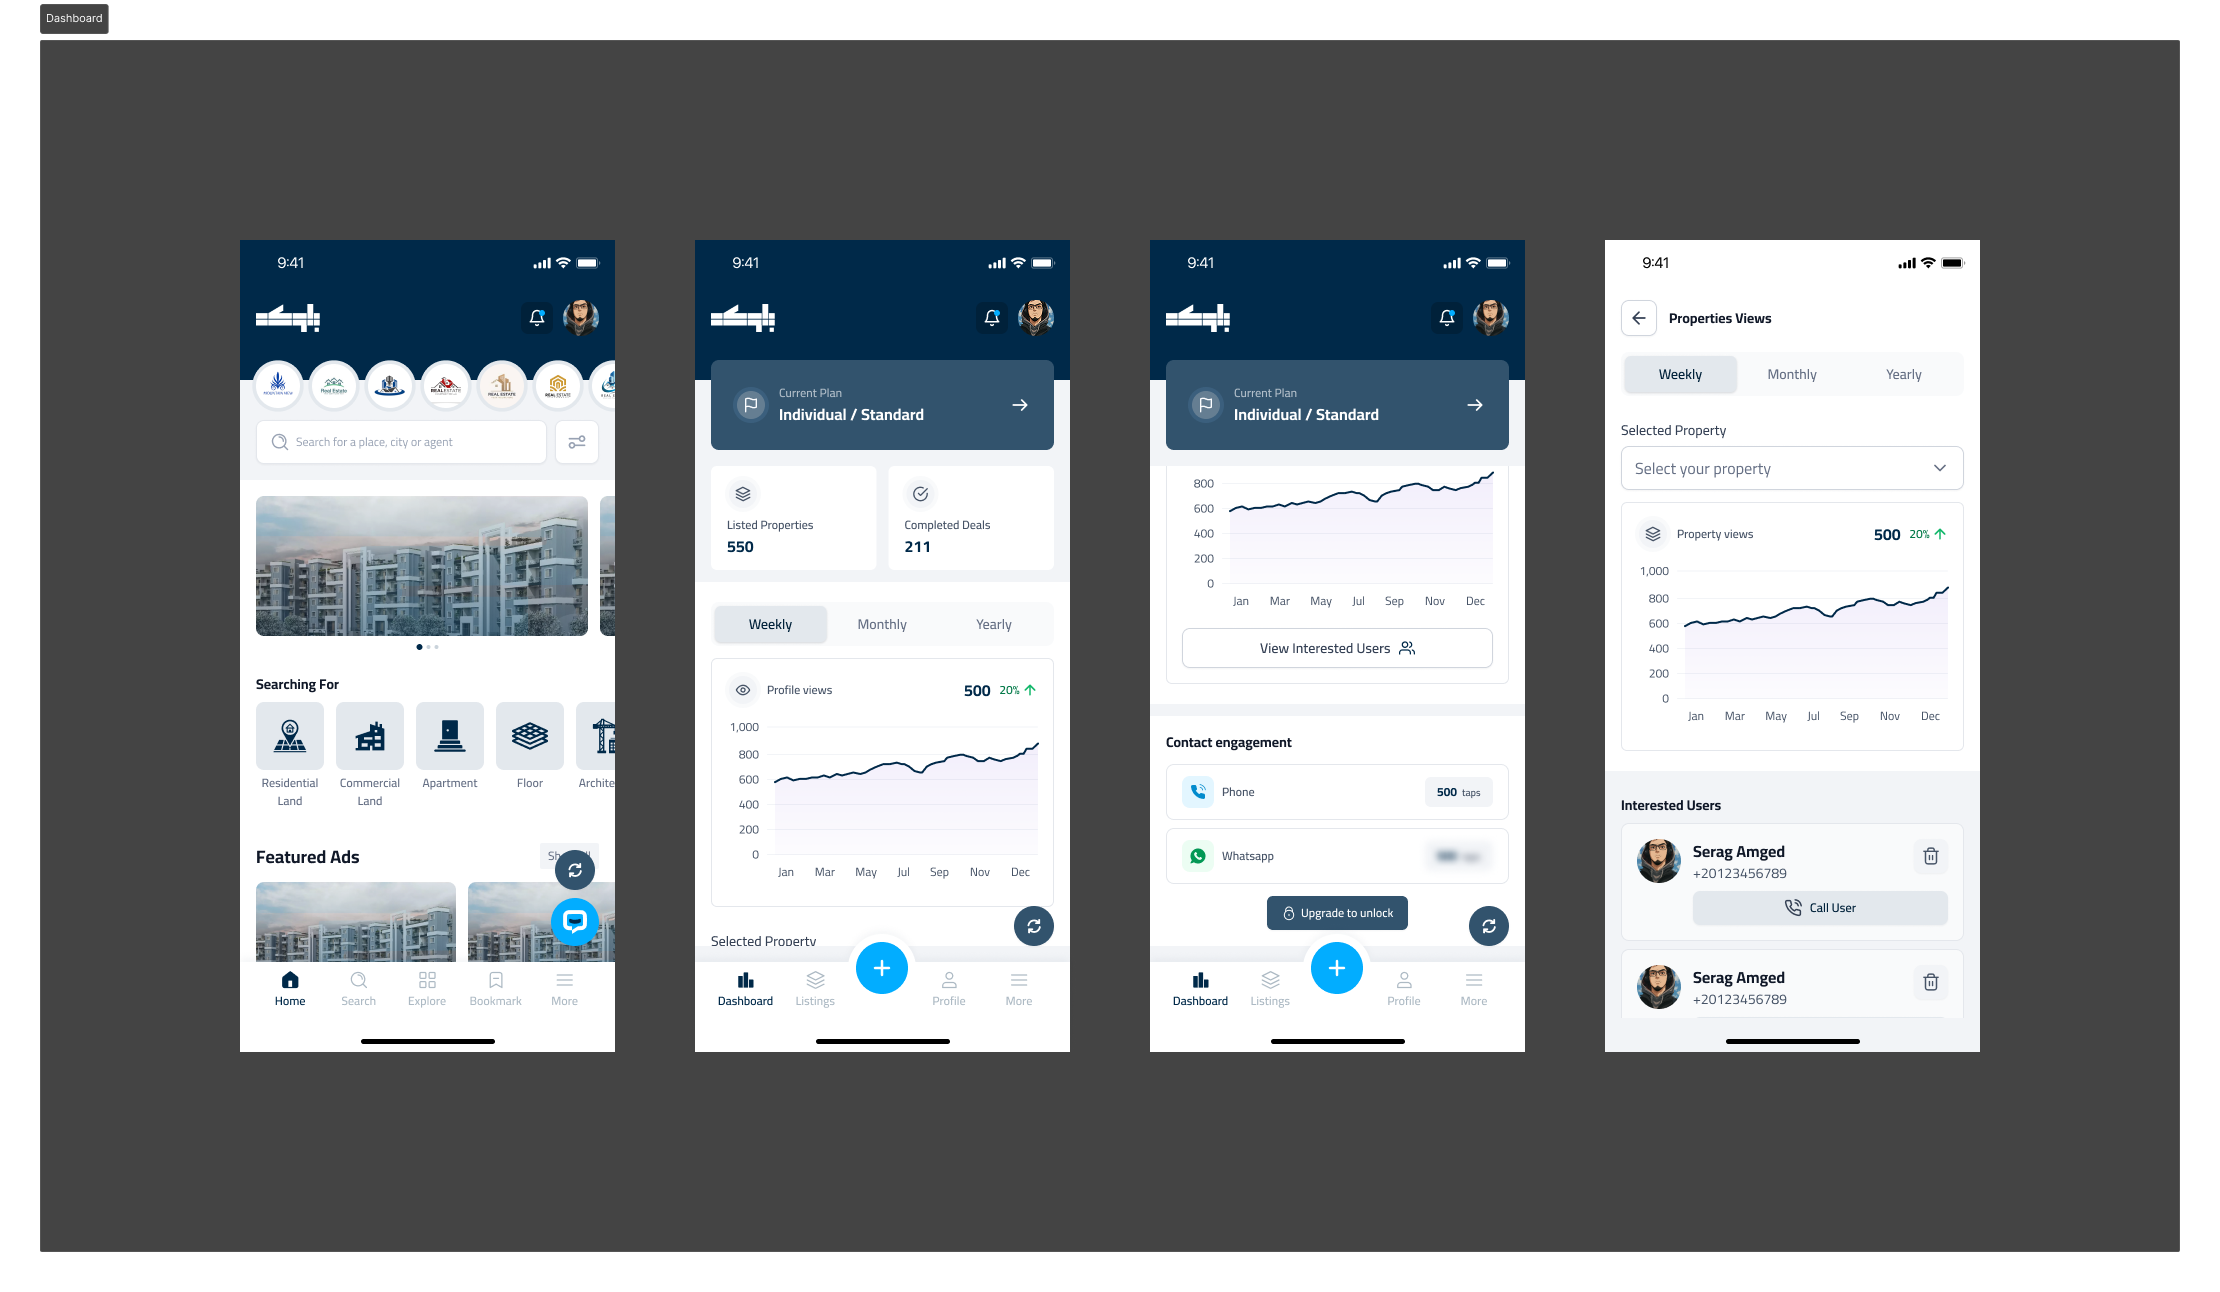 Dashboard
9:41
Search for a place, city or agent
Searching For
Residential Land
Commercial Land
Apartment
Floor
Archite
Featured Ads
Home
Search
Explore
Bookmark
More
9:41
Current Plan
Individual / Standard
Listed Properties
550
Completed Deals
211
Weekly
Monthly
Yearly
Profile views
500
20%
1,000
800
600
400
200
0
Jan Mar May Jul Sep Nov Dec
Selected Property
Dashboard
Listings
Profile
More
9:41
Current Plan
Individual / Standard
800
600
400
200
0
Jan Mar May Jul Sep Nov Dec
View Interested Users
Contact engagement
Phone
500 taps
Whatsapp
Upgrade to unlock
Dashboard
Listings
Profile
More
9:41
Properties Views
Weekly
Monthly
Yearly
Selected Property
Select your property
Property views
500
20%
1,000
800
600
400
200
0
Jan Mar May Jul Sep Nov Dec
Interested Users
Serag Amged
+20123456789
Call User
Serag Amged
+20123456789